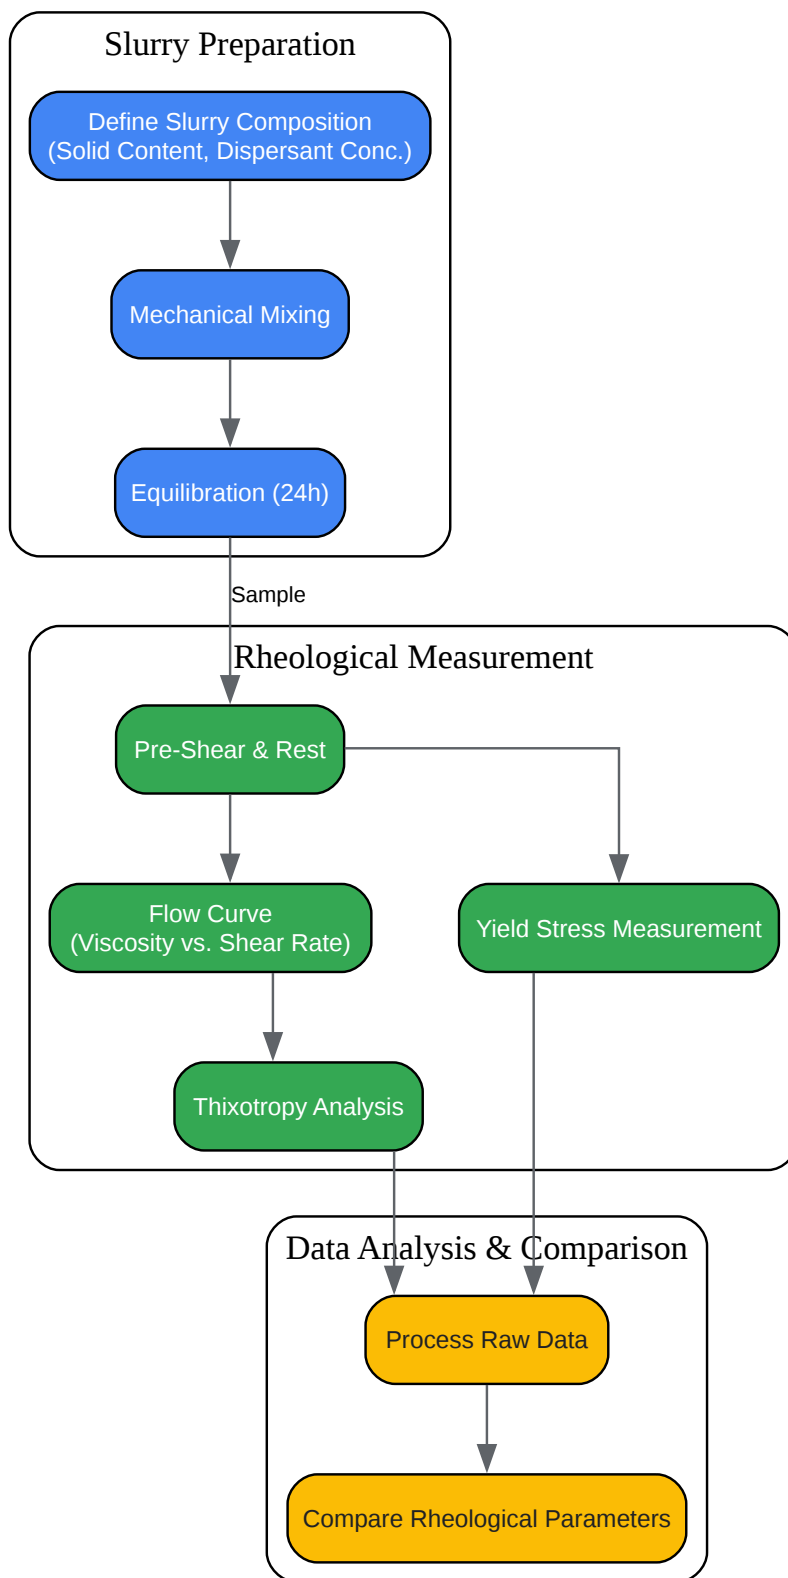 Slurry Preparation
Define Slurry Composition
(Solid Content, Dispersant Conc.)
Mechanical Mixing
Equilibration (24h)
Sample
Rheological Measurement
Pre-Shear & Rest
Flow Curve
(Viscosity vs. Shear Rate)
Yield Stress Measurement
Thixotropy Analysis
Data Analysis & Comparison
Process Raw Data
Compare Rheological Parameters